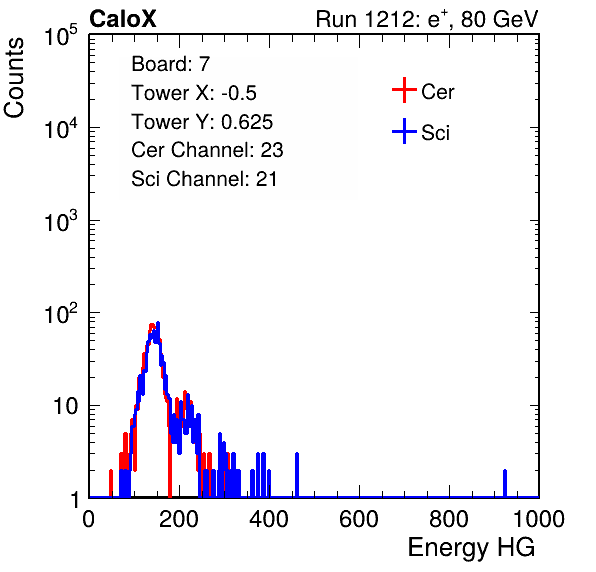 CaloX Run 1212: e⁺, 80 GeV
Counts
Board: 7
Tower X: -0.5
Tower Y: 0.625
Cer Channel: 23
Sci Channel: 21
Cer
Sci
10⁵
10⁴
10³
10²
10
1
0 200 400 600 800 1000
Energy HG